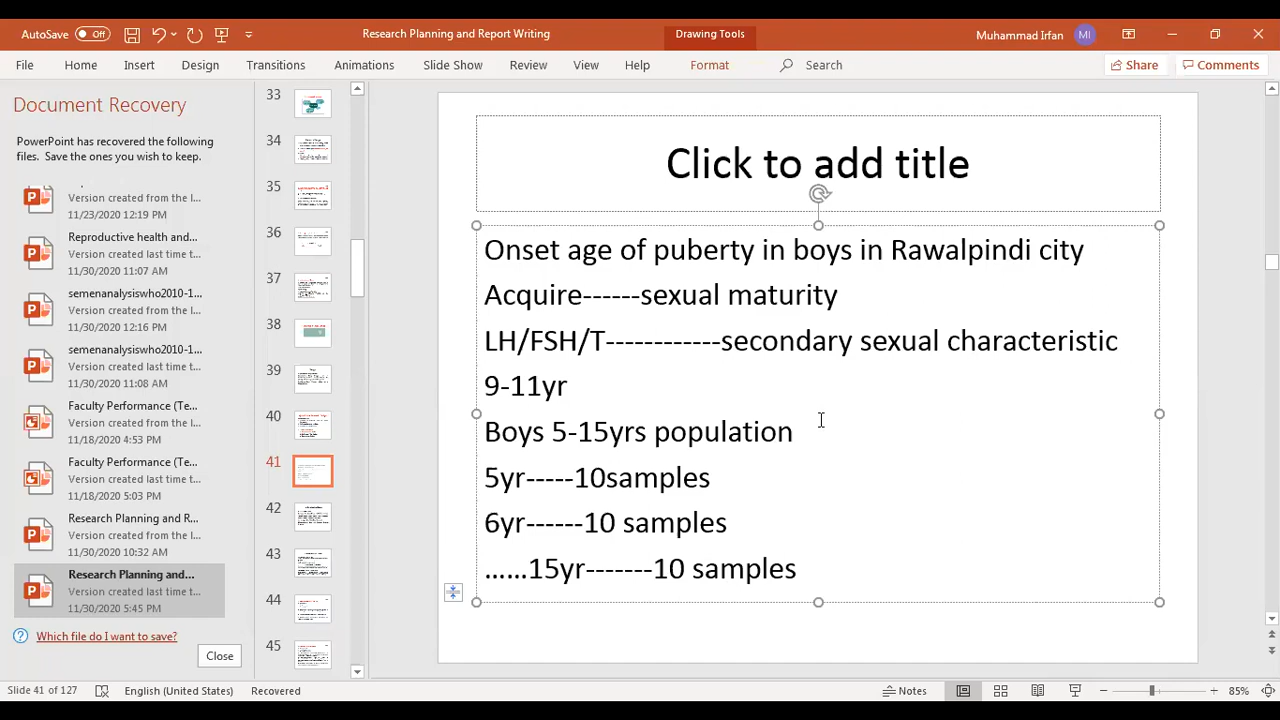 AutoSave Off Research Planning and Report Writing Drawing Tools Muhammad Irfan MI
File Home Insert Design Transitions Animations Slide Show Review View Help Format Search Share Comments
Document Recovery
PowerPoint has recovered the following
files. Save the ones you wish to keep.
Version created from the l...
11/23/2020 12:19 PM
Reproductive health and...
Version created last time t...
11/30/2020 11:07 AM
semenanalysiswho2010-1...
Version created last time t...
11/30/2020 12:16 PM
semenanalysiswho2010-1...
Version created last time t...
11/30/2020 11:08 AM
Faculty Performance (Te...
Version created from the l...
11/18/2020 4:53 PM
Faculty Performance (Te...
Version created last time t...
11/18/2020 5:03 PM
Research Planning and R...
Version created last time t...
11/30/2020 10:32 AM
Research Planning and...
Version created last time t...
11/30/2020 5:45 PM
Which file do I want to save?
Close
33
34
35
36
37
38
39
40
41
42
43
44
45
Click to add title
Onset age of puberty in boys in Rawalpindi city
Acquire------sexual maturity
LH/FSH/T------------secondary sexual characteristic
9-11yr
Boys 5-15yrs population
5yr-----10samples
6yr------10 samples
……15yr-------10 samples
Slide 41 of 127 English (United States) Recovered Notes 85%